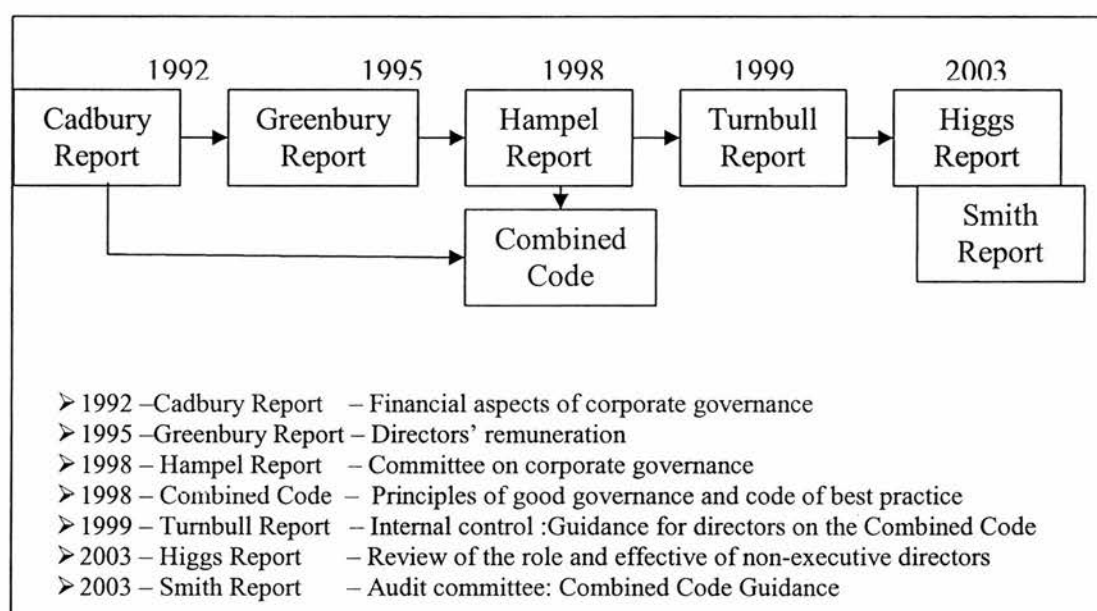 1992 1995 1998 1999 2003
Cadbury Report
Greenbury Report
Hampel Report
Turnbull Report
Higgs Report
Smith Report
Combined Code
➢ 1992 –Cadbury Report – Financial aspects of corporate governance
➢ 1995 –Greenbury Report – Directors’ remuneration
➢ 1998 – Hampel Report – Committee on corporate governance
➢ 1998 – Combined Code – Principles of good governance and code of best practice
➢ 1999 – Turnbull Report – Internal control :Guidance for directors on the Combined Code
➢ 2003 – Higgs Report – Review of the role and effective of non-executive directors
➢ 2003 – Smith Report – Audit committee: Combined Code Guidance